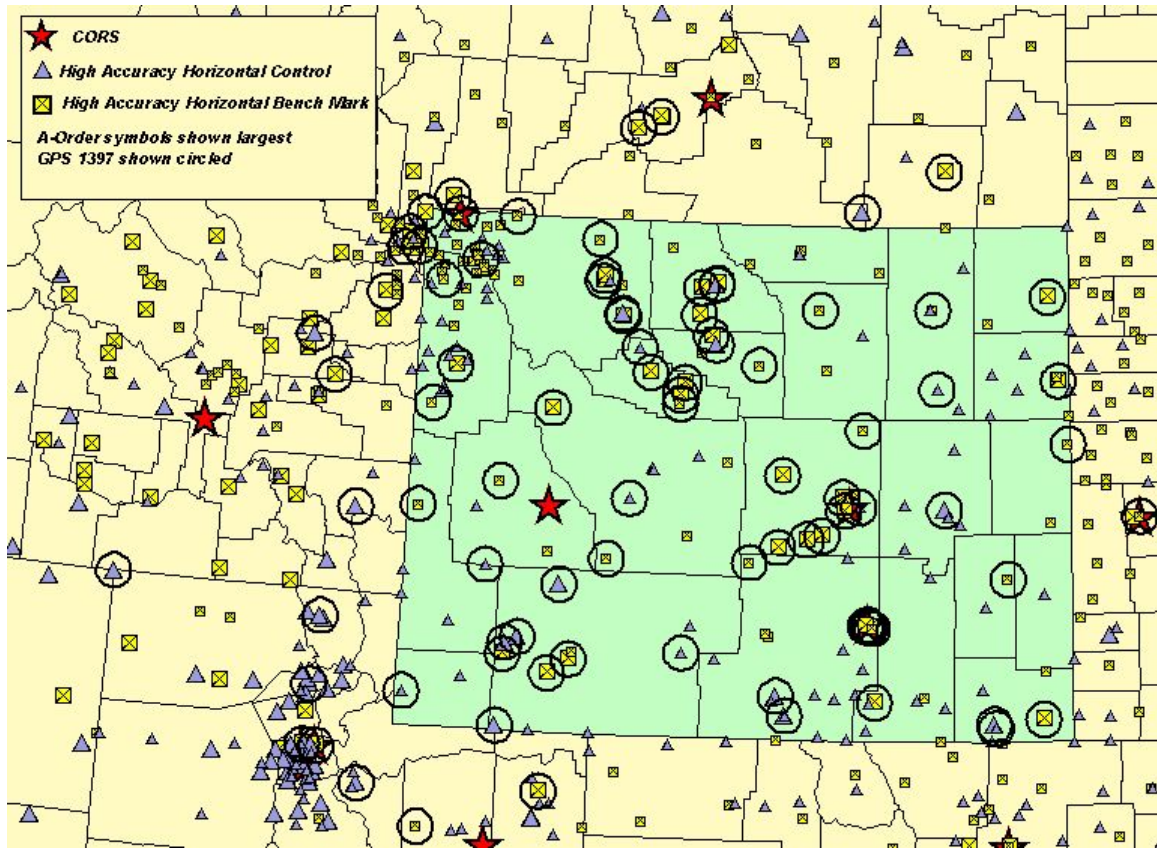 CORS
High Accuracy Horizontal Control
High Accuracy Horizontal Bench Mark
A-Order symbols shown largest
GPS 1397 shown circled